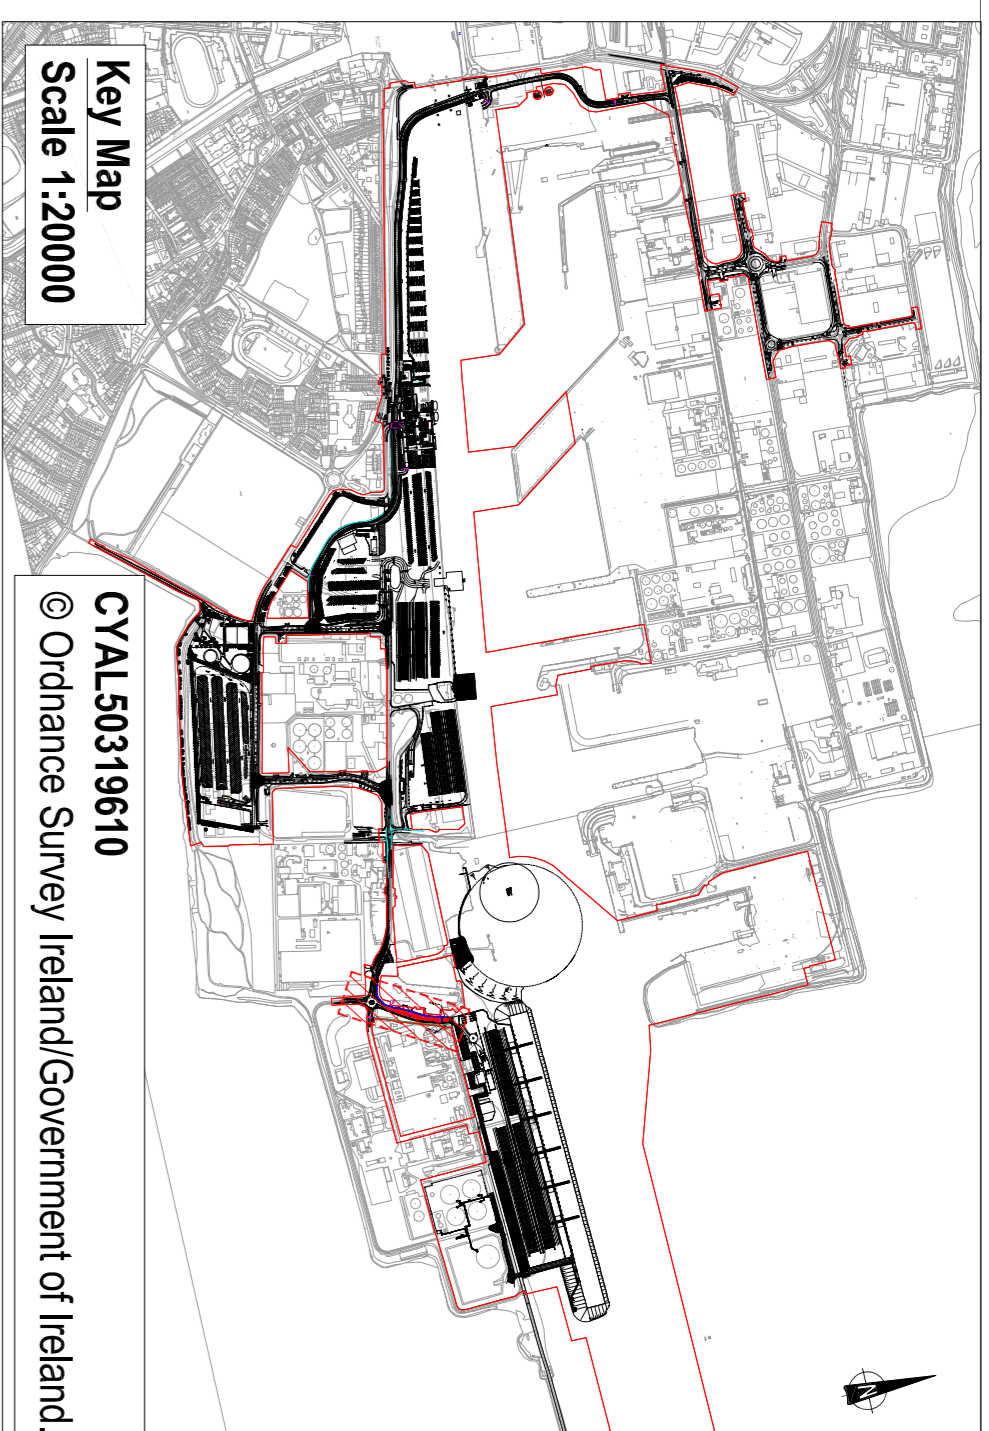 Key Map
Scale 1:20000
CYAL50319610
© Ordnance Survey Ireland/Government of Ireland.
N